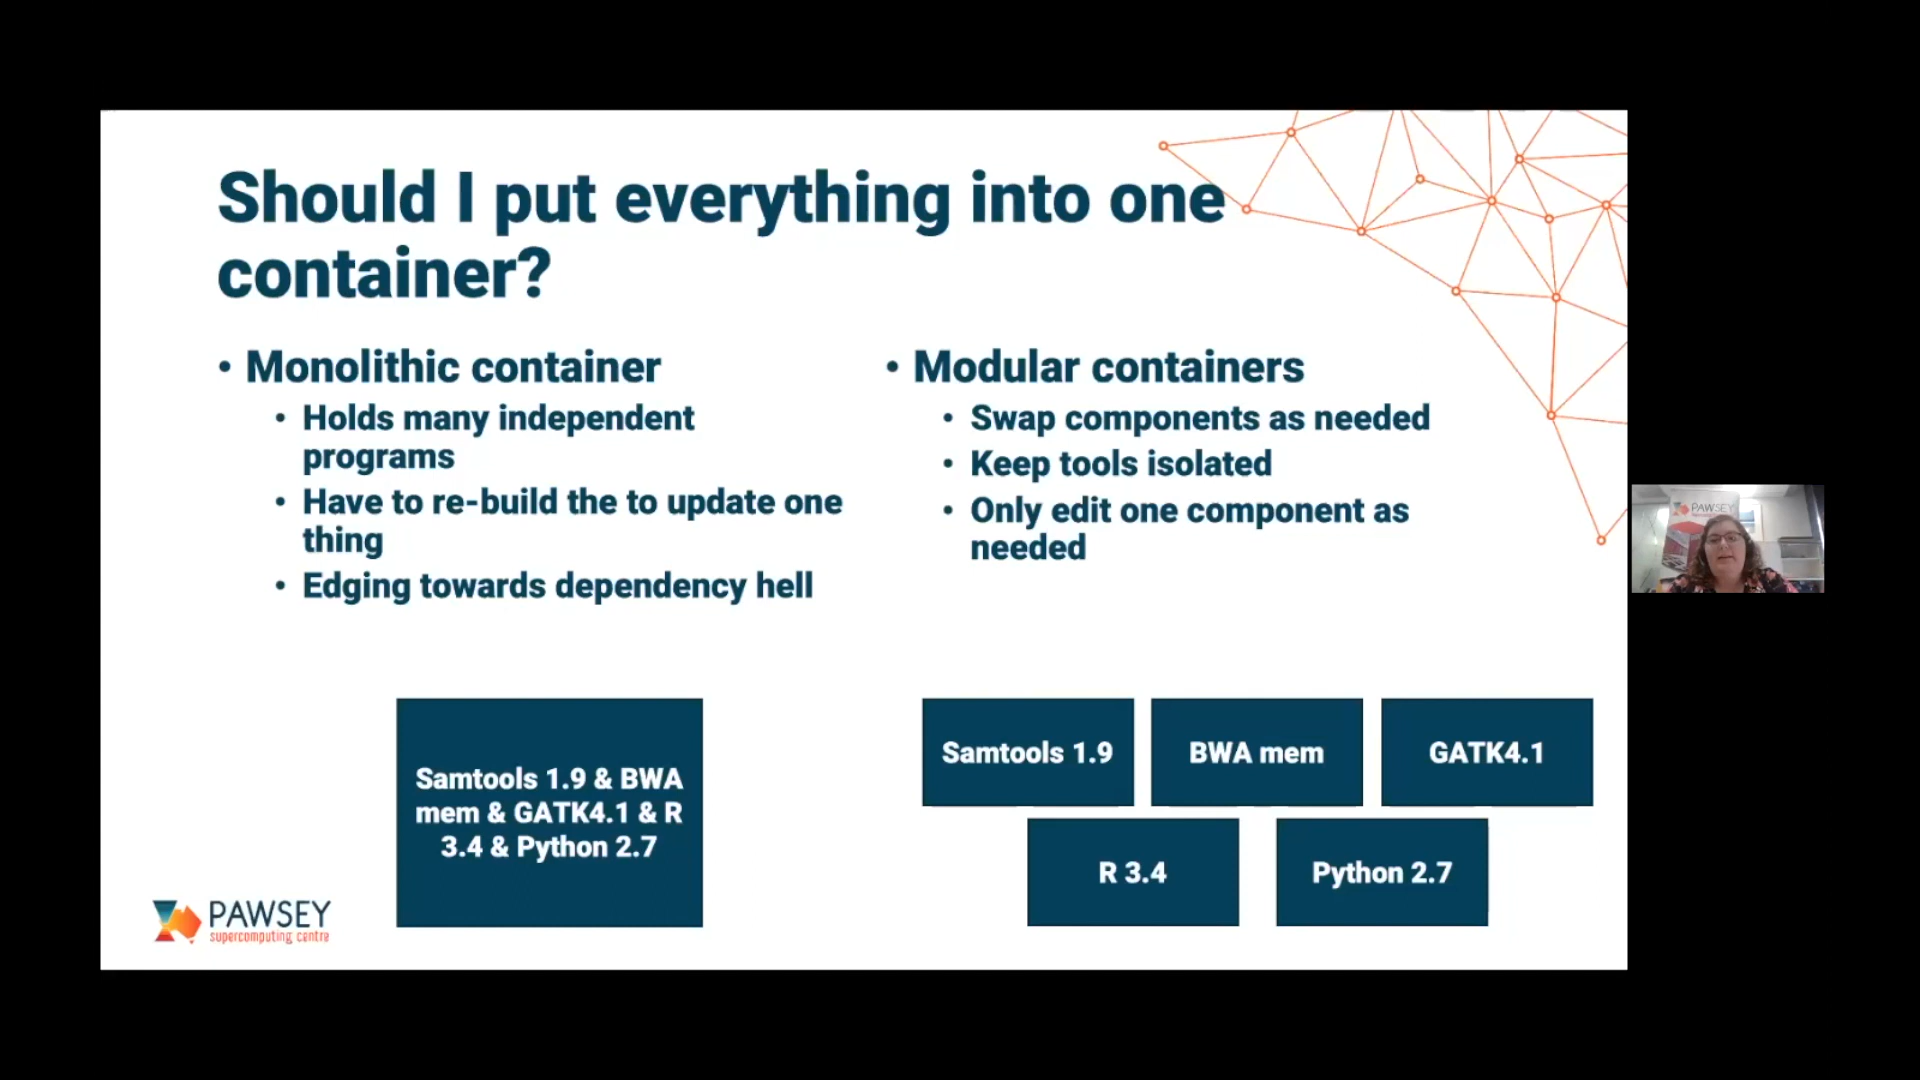 Should I put everything into one
container?
• Monolithic container
• Holds many independent
programs
• Have to re-build the to update one
thing
• Edging towards dependency hell
• Modular containers
• Swap components as needed
• Keep tools isolated
• Only edit one component as
needed
Samtools 1.9 & BWA
mem & GATK4.1 & R
3.4 & Python 2.7
Samtools 1.9
BWA mem
GATK4.1
R 3.4
Python 2.7
PAWSEY
supercomputing centre
PAWSEY